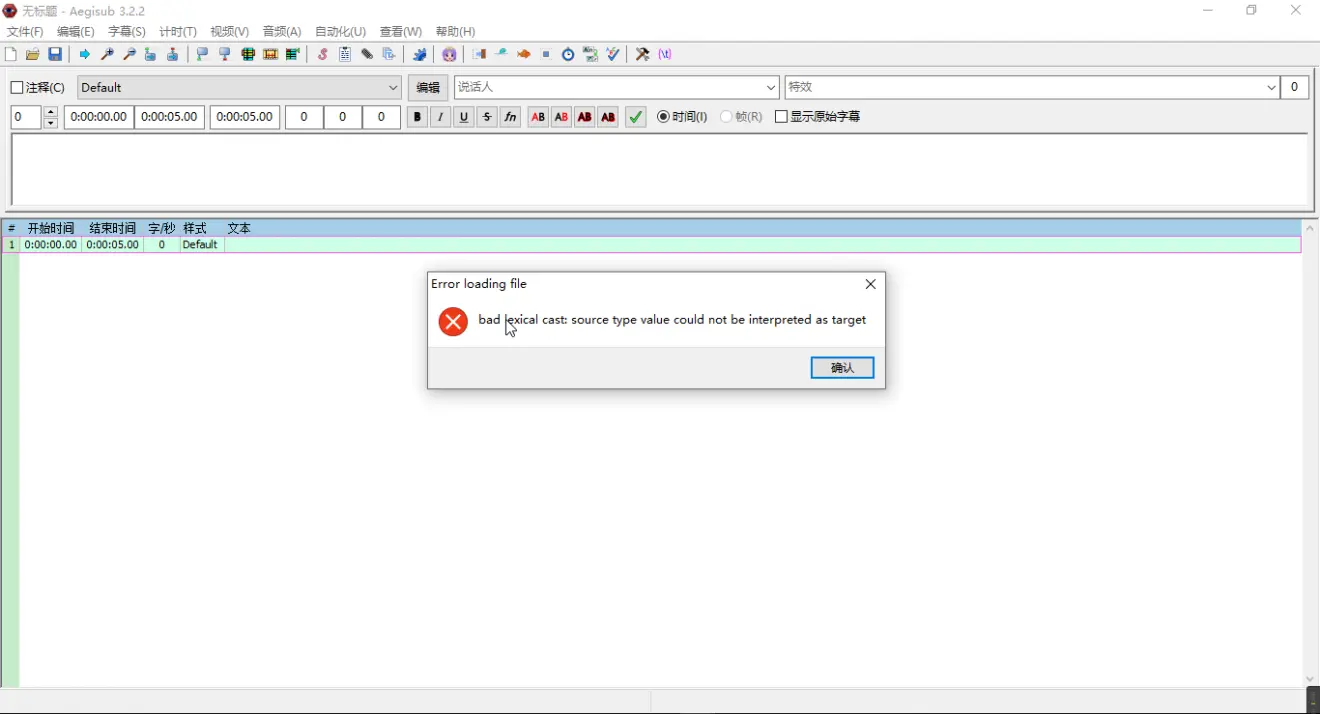 无标题 - Aegisub 3.2.2
文件(F) 编辑(E) 字幕(S) 计时(T) 视频(V) 音频(A) 自动化(U) 查看(W) 帮助(H)
注释(C) Default 编辑 说话人 特效 0
0 0:00:00.00 0:00:05.00 0:00:05.00 0 0 0 B I U S fn AB AB AB AB 时间(I) 帧(R) 显示原始字幕
# 开始时间 结束时间 字/秒 样式 文本
1 0:00:00.00 0:00:05.00 0 Default
Error loading file
bad lexical cast: source type value could not be interpreted as target
确认